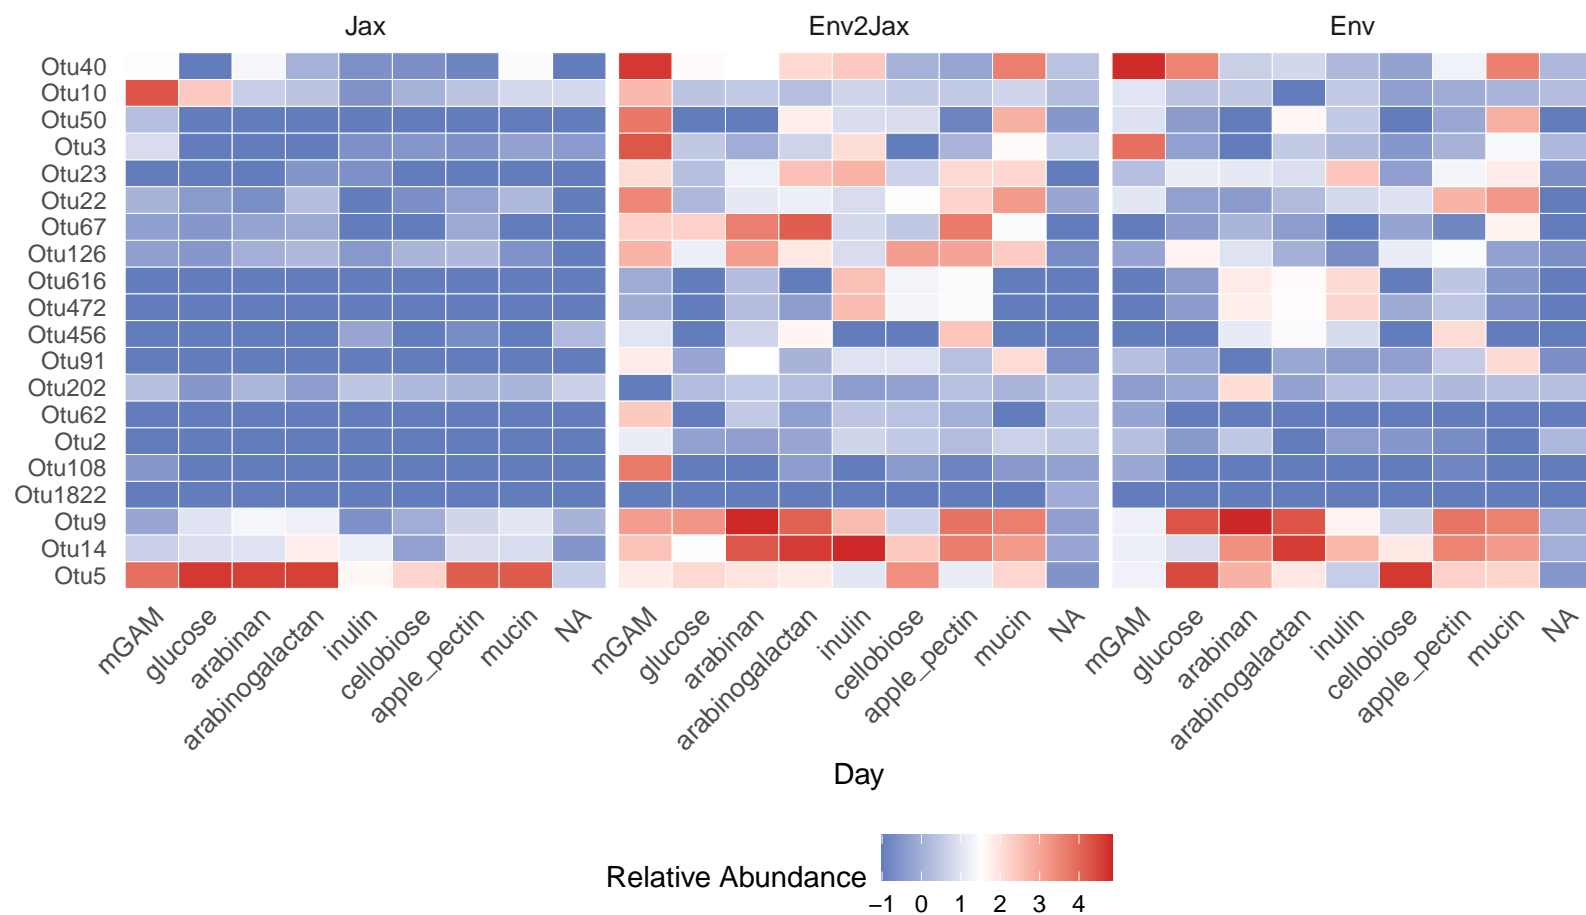 Jax Env2Jax Env
Otu40
Otu10
Otu50
Otu3
Otu23
Otu22
Otu67
Otu126
Otu616
Otu472
Otu456
Otu91
Otu202
Otu62
Otu2
Otu108
Otu1822
Otu9
Otu14
Otu5
mGAM glucose arabinan arabinogalactan inulin cellobiose apple_pectin mucin NA mGAM glucose arabinan arabinogalactan inulin cellobiose apple_pectin mucin NA mGAM glucose arabinan arabinogalactan inulin cellobiose apple_pectin mucin NA
Day
Relative Abundance
−1 0 1 2 3 4